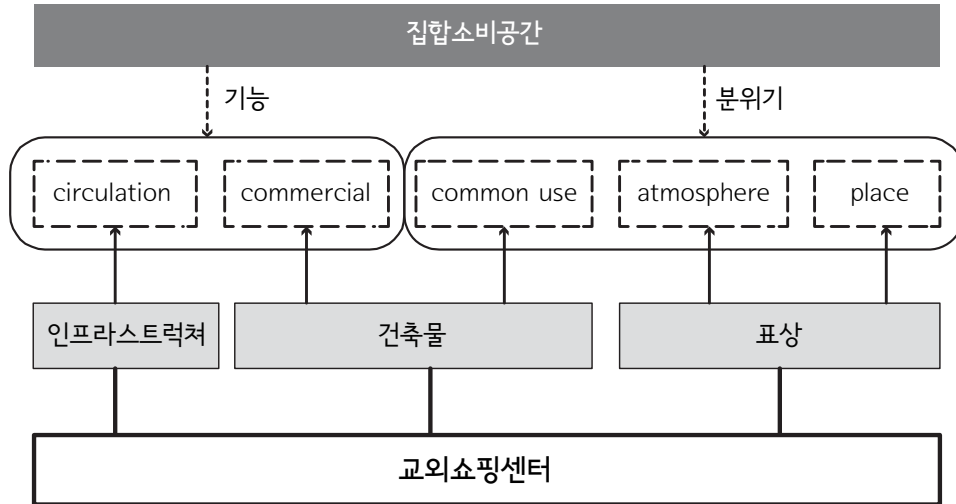 집합소비공간
기능 분위기
circulation commercial common use atmosphere place
인프라스트럭쳐 건축물 표상
교외쇼핑센터